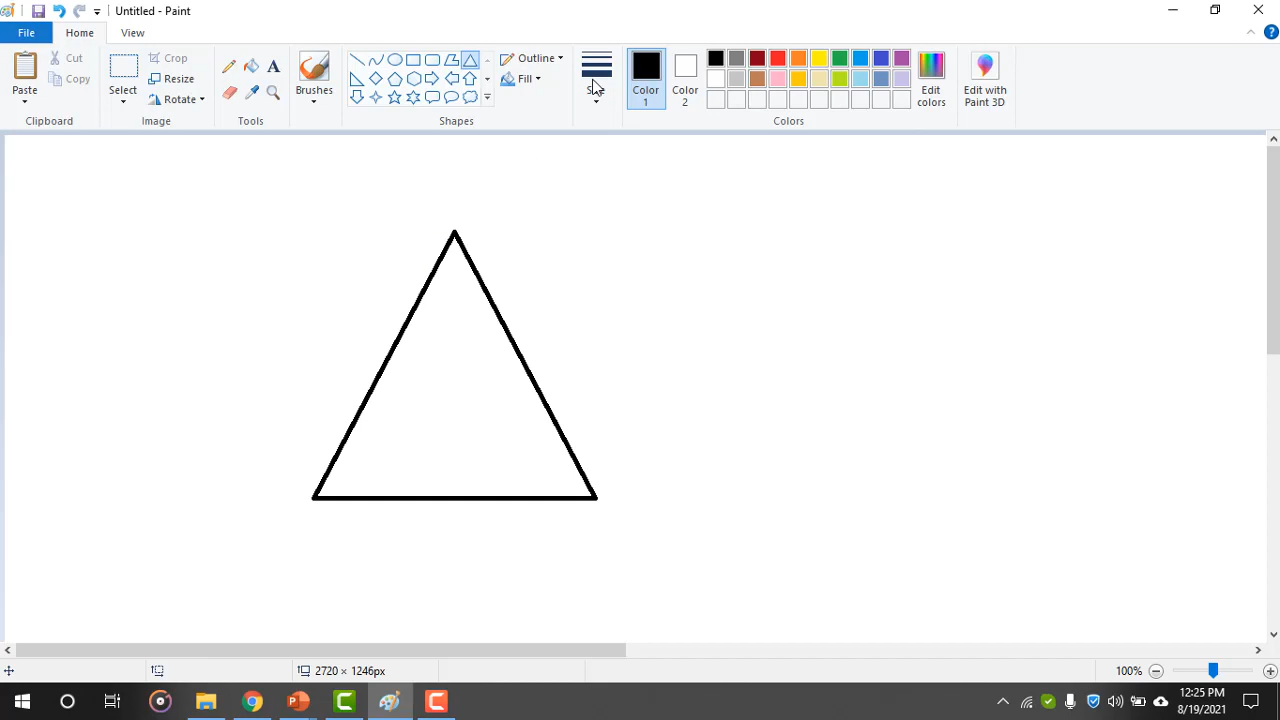 Untitled - Paint
File
Home
View
Paste
Cut
Copy
Clipboard
Select
Crop
Resize
Rotate
Image
A
Tools
Brushes
Outline
Fill
Shapes
Color 1
Color 2
Edit colors
Colors
Edit with Paint 3D
2720 × 1246px
100%
12:25 PM
8/19/2021